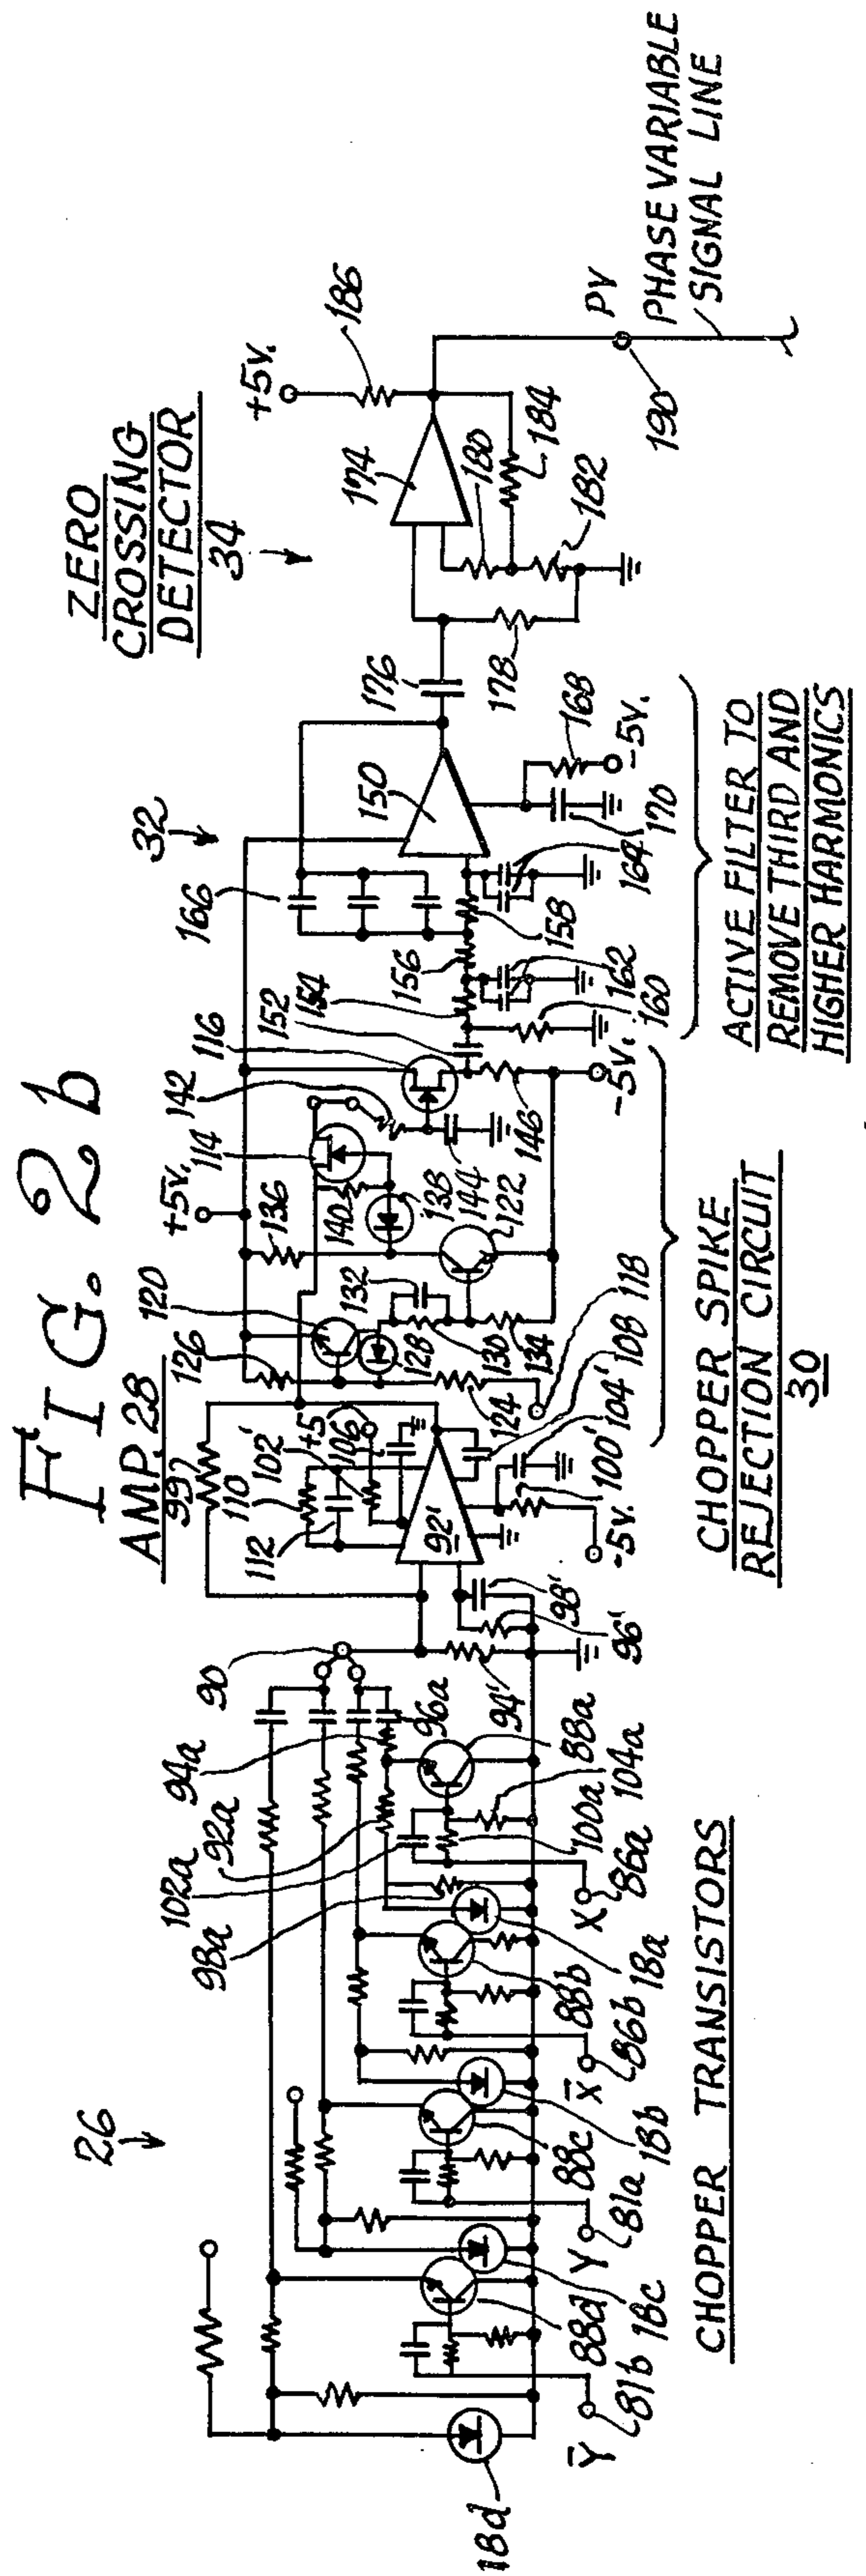 FIG. 2b
26
AMP. 28
997
90
110
102'
+5
106
112
92'
126
120
+5V.
136
114
142
116
152
154
156
166
32
150
176
ZERO
CROSSING
DETECTOR
34
174
+5V.
186
180
184
182
178
PV
190
PHASE VARIABLE
SIGNAL LINE
94a
92a
102a
98a
96a
94'
96'
98'
-5V.
100'
104'
108
118
124
128
132
130
134
140
138
144
122
146
-5V.
160
162
158
164
170
168
-5V.
18d
Y̅
81b
88d
18c
Y
81a
88c
18b
X̅
86b
88b
18a
X
86a
100a
104a
88a
CHOPPER TRANSISTORS
CHOPPER SPIKE
REJECTION CIRCUIT
30
ACTIVE FILTER TO
REMOVE THIRD AND
HIGHER HARMONICS